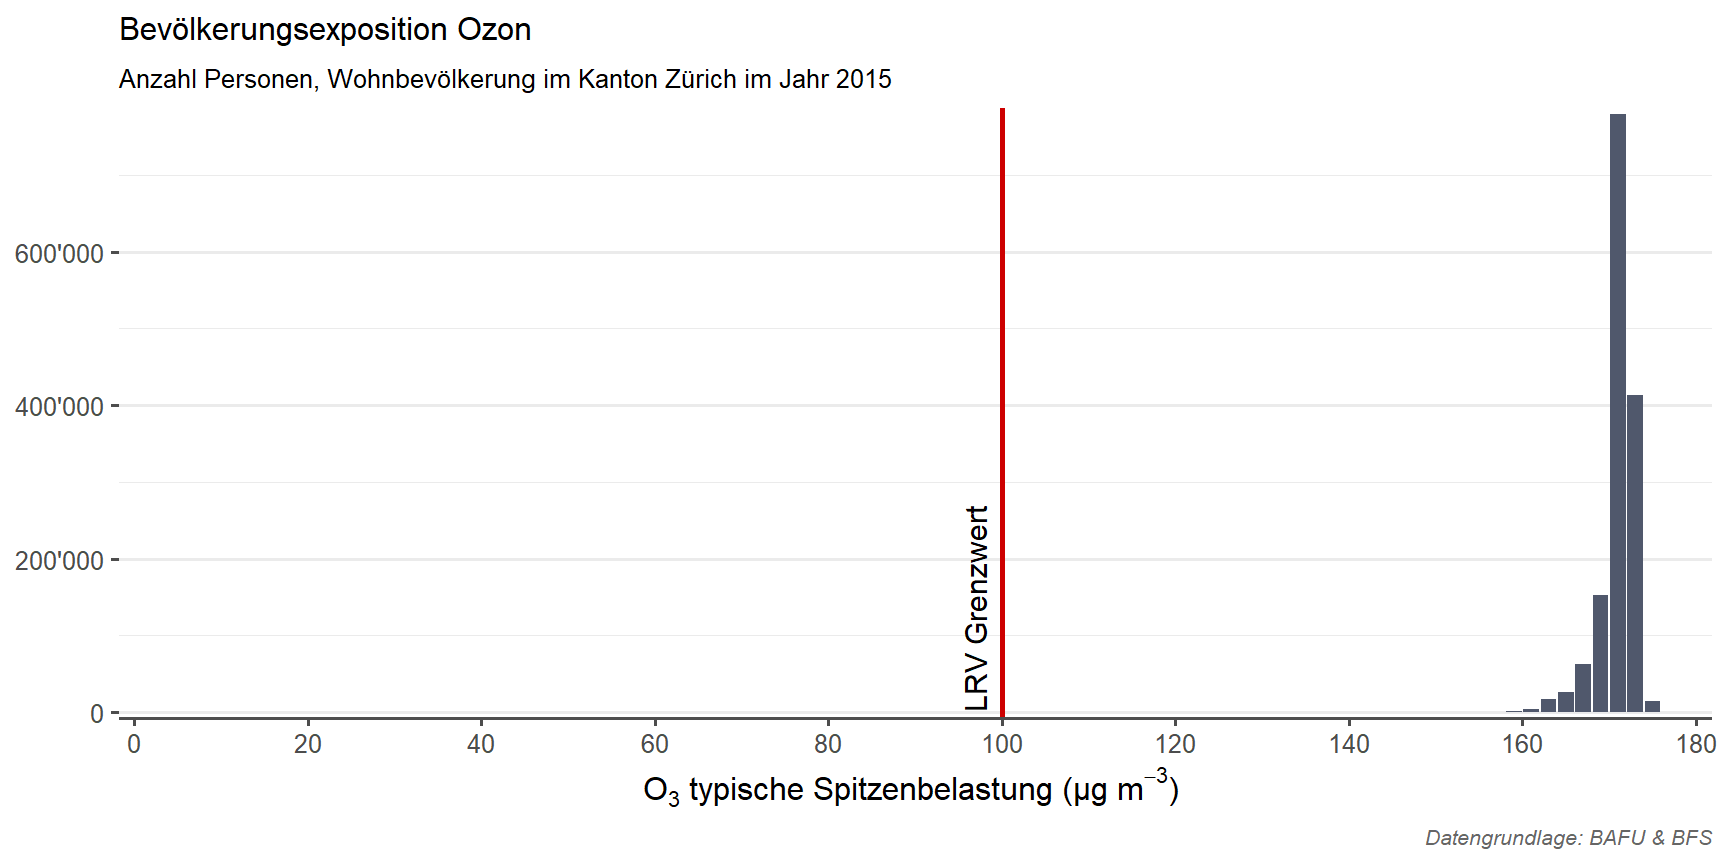 Bevölkerungsexposition Ozon
Anzahl Personen, Wohnbevölkerung im Kanton Zürich im Jahr 2015
600'000
400'000
200'000
0
LRV Grenzwert
0 20 40 60 80 100 120 140 160 180
O₃ typische Spitzenbelastung (µg m⁻³)
Datengrundlage: BAFU & BFS